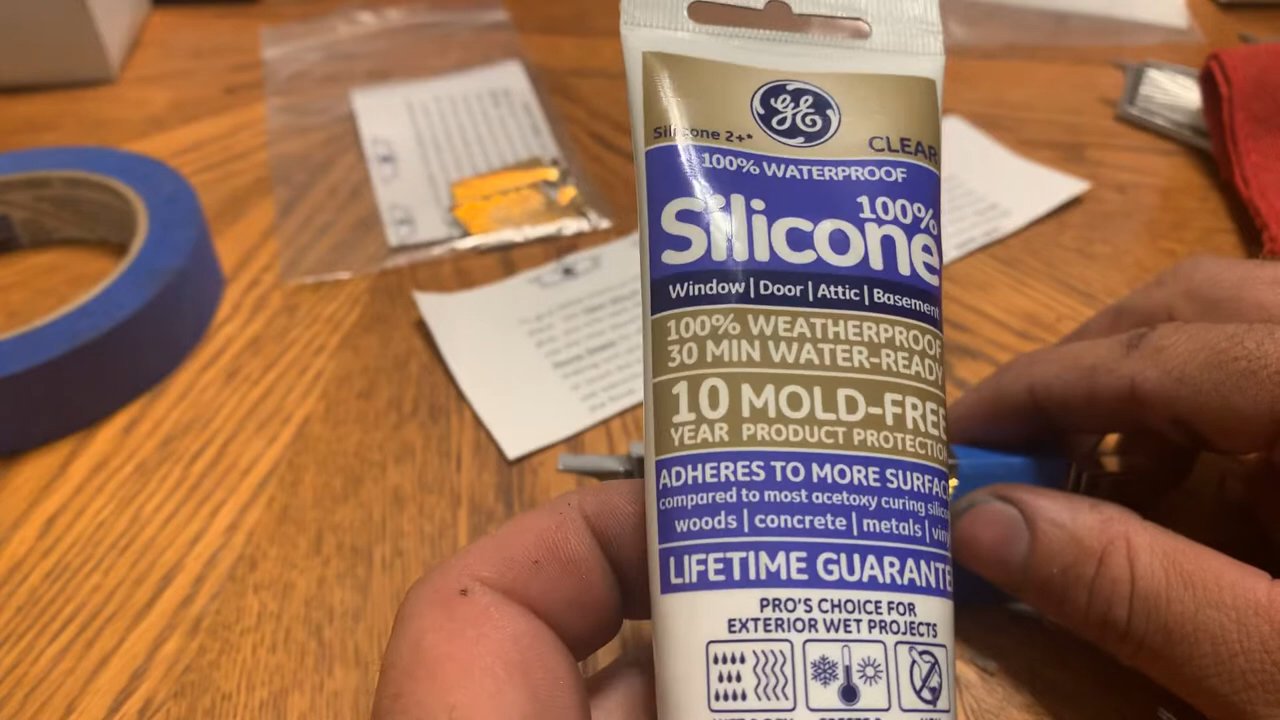 GE
Silicone 2+*
CLEAR
100% WATERPROOF
100%
Silicone
Window | Door | Attic | Basement
100% WEATHERPROOF
30 MIN WATER-READY
10 MOLD-FREE
YEAR PRODUCT PROTECTIO
ADHERES TO MORE SURFAC
compared to most acetoxy curing silic
woods | concrete | metals | viny
LIFETIME GUARANTE
PRO'S CHOICE FOR
EXTERIOR WET PROJECTS